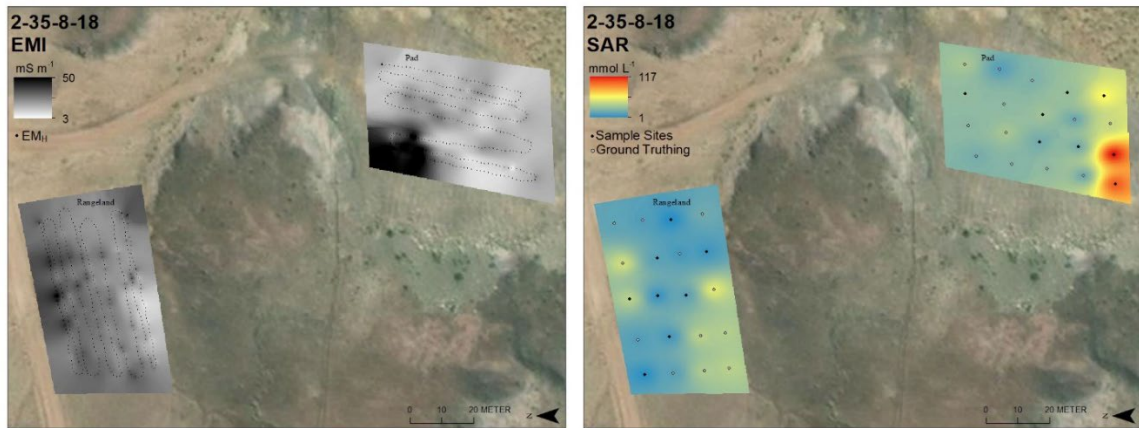 2-35-8-18
EMI
mS m⁻¹
50
3
• EM_H
Pad
Rangeland
0 10 20 METER
Z
2-35-8-18
SAR
mmol L⁻¹
117
1
• Sample Sites
○ Ground Truthing
Pad
Rangeland
0 10 20 METER
Z